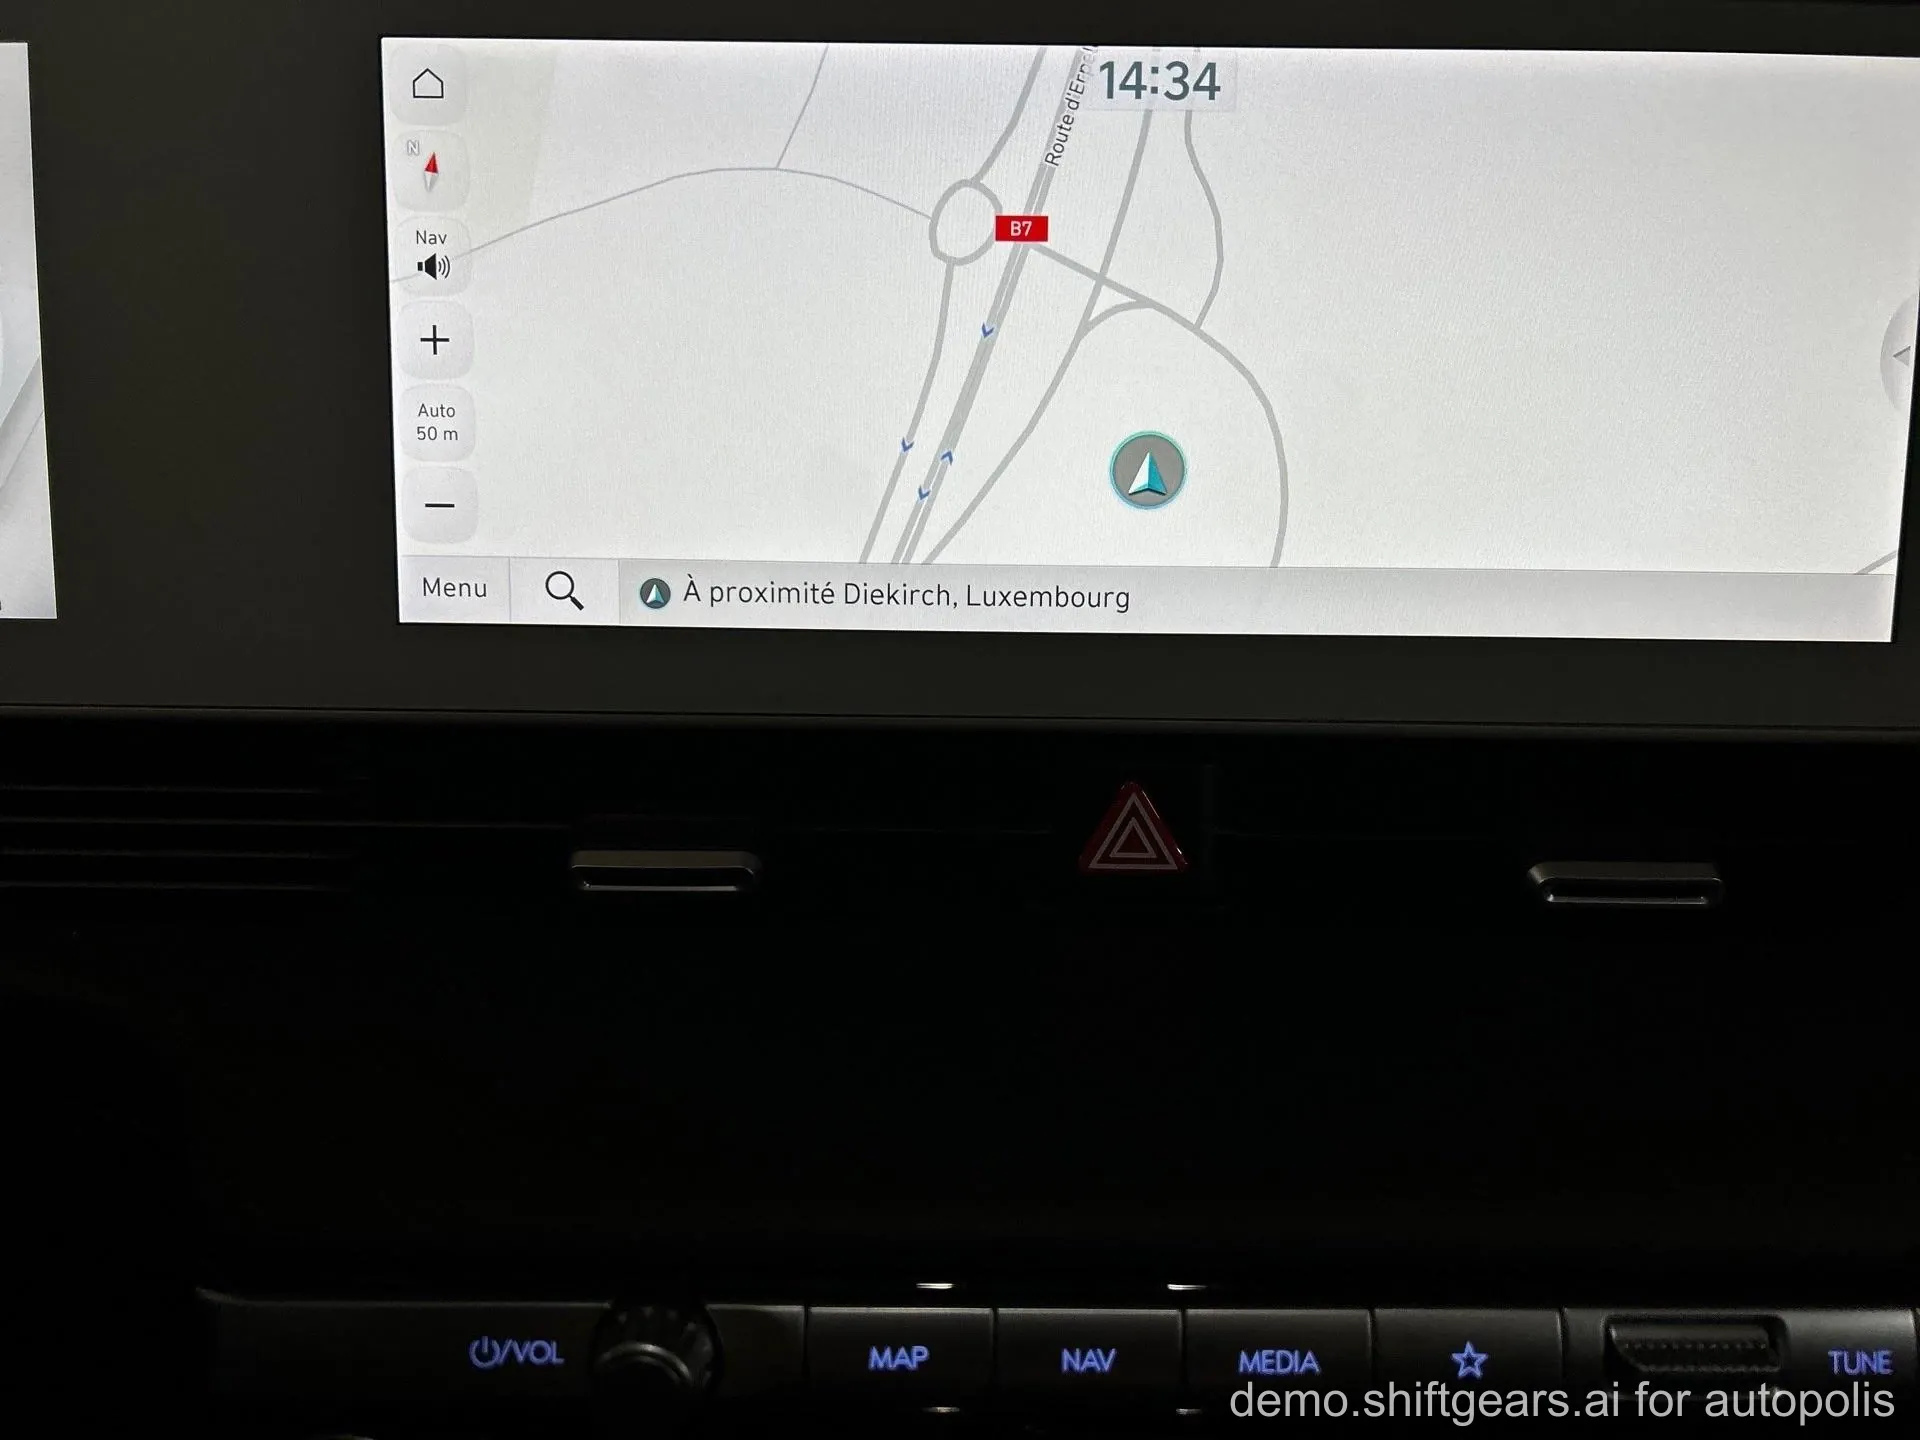 14:34
Route d'Erpe
N
B7
Nav
Auto
50 m
Menu
À proximité Diekirch, Luxembourg
/VOL
MAP
NAV
MEDIA
TUNE
demo.shiftgears.ai for autopolis